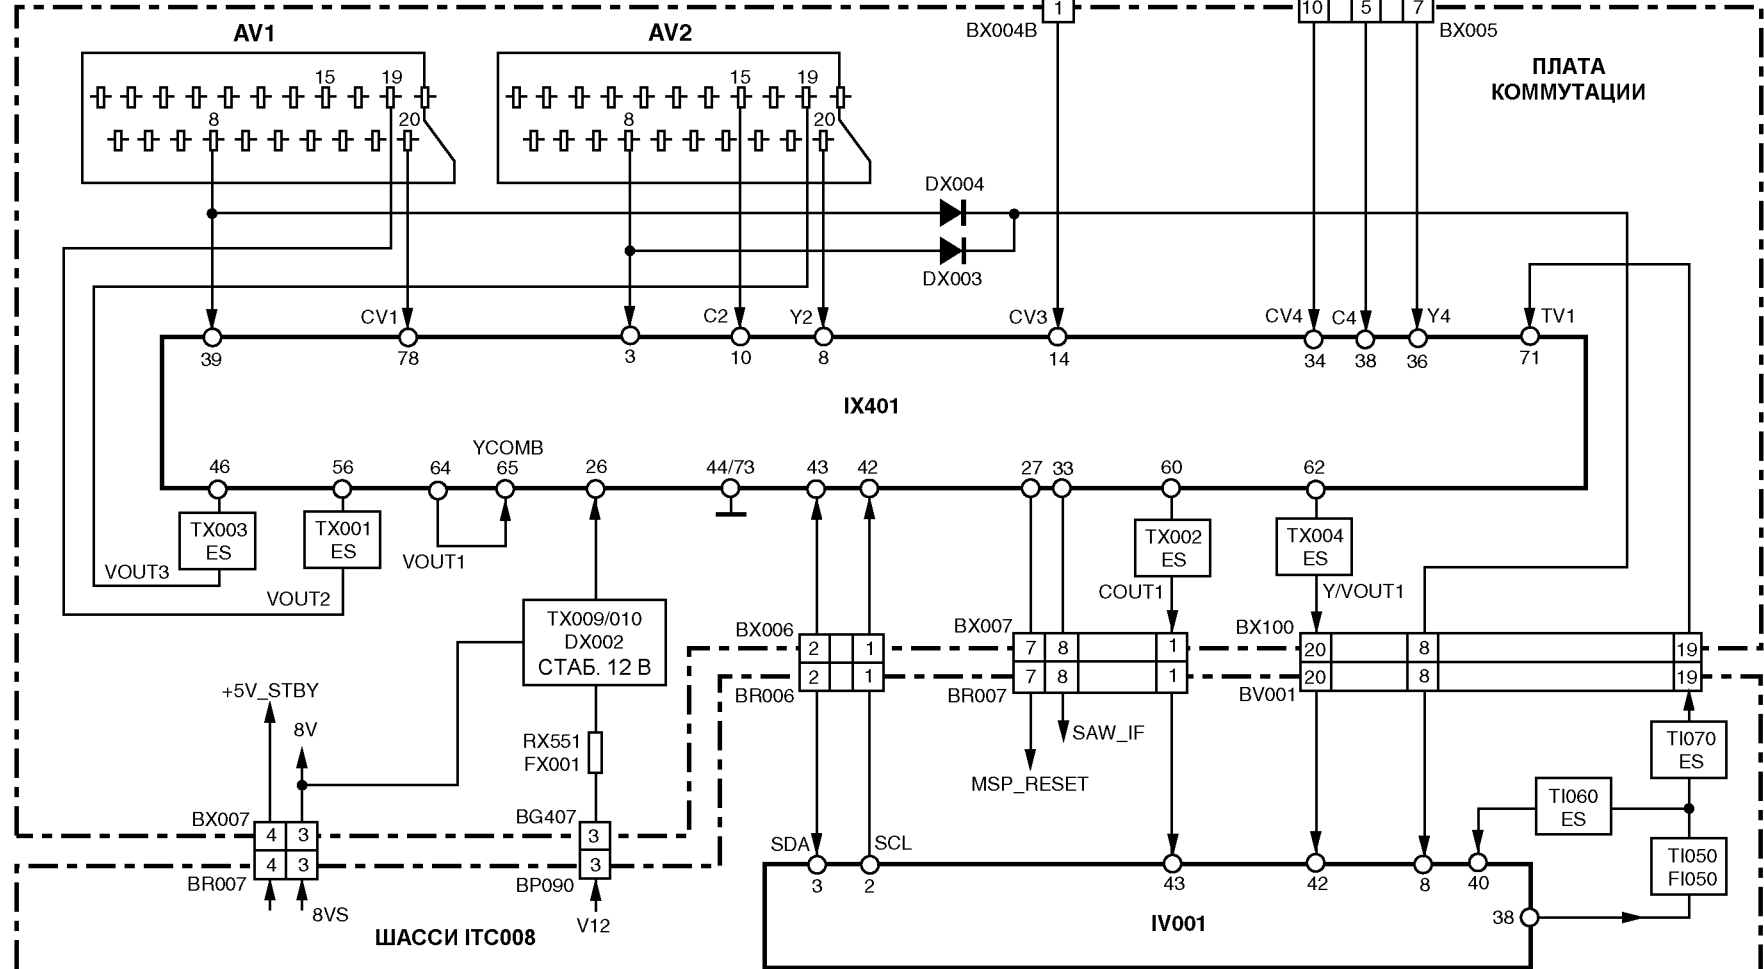 1
10 5 7
BX004B
BX005
AV1
AV2
ПЛАТА
КОММУТАЦИИ
15 19
15 19
8 20
8 20
DX004
DX003
CV1
C2
Y2
CV3
CV4
C4
Y4
TV1
39 78 3 10 8 14 34 38 36 71
IX401
YCOMB
46 56 64 65 26 44/73 43 42 27 33 60 62
TX003
ES
TX001
ES
VOUT1
VOUT3
VOUT2
TX002
ES
TX004
ES
COUT1
Y/VOUT1
TX009/010
DX002
СТАБ. 12 В
BX006
BX007
BX100
2 1
7 8 1
20 8 19
2 1
7 8 1
20 8 19
BR006
BR007
BV001
+5V_STBY
8V
RX551
FX001
SAW_IF
MSP_RESET
TI070
ES
TI060
ES
TI050
FI050
BX007
BG407
4 3
3
4 3
3
BR007
BP090
8VS
V12
SDA
SCL
3 2 43 42 8 40
38
IV001
ШАССИ ITC008